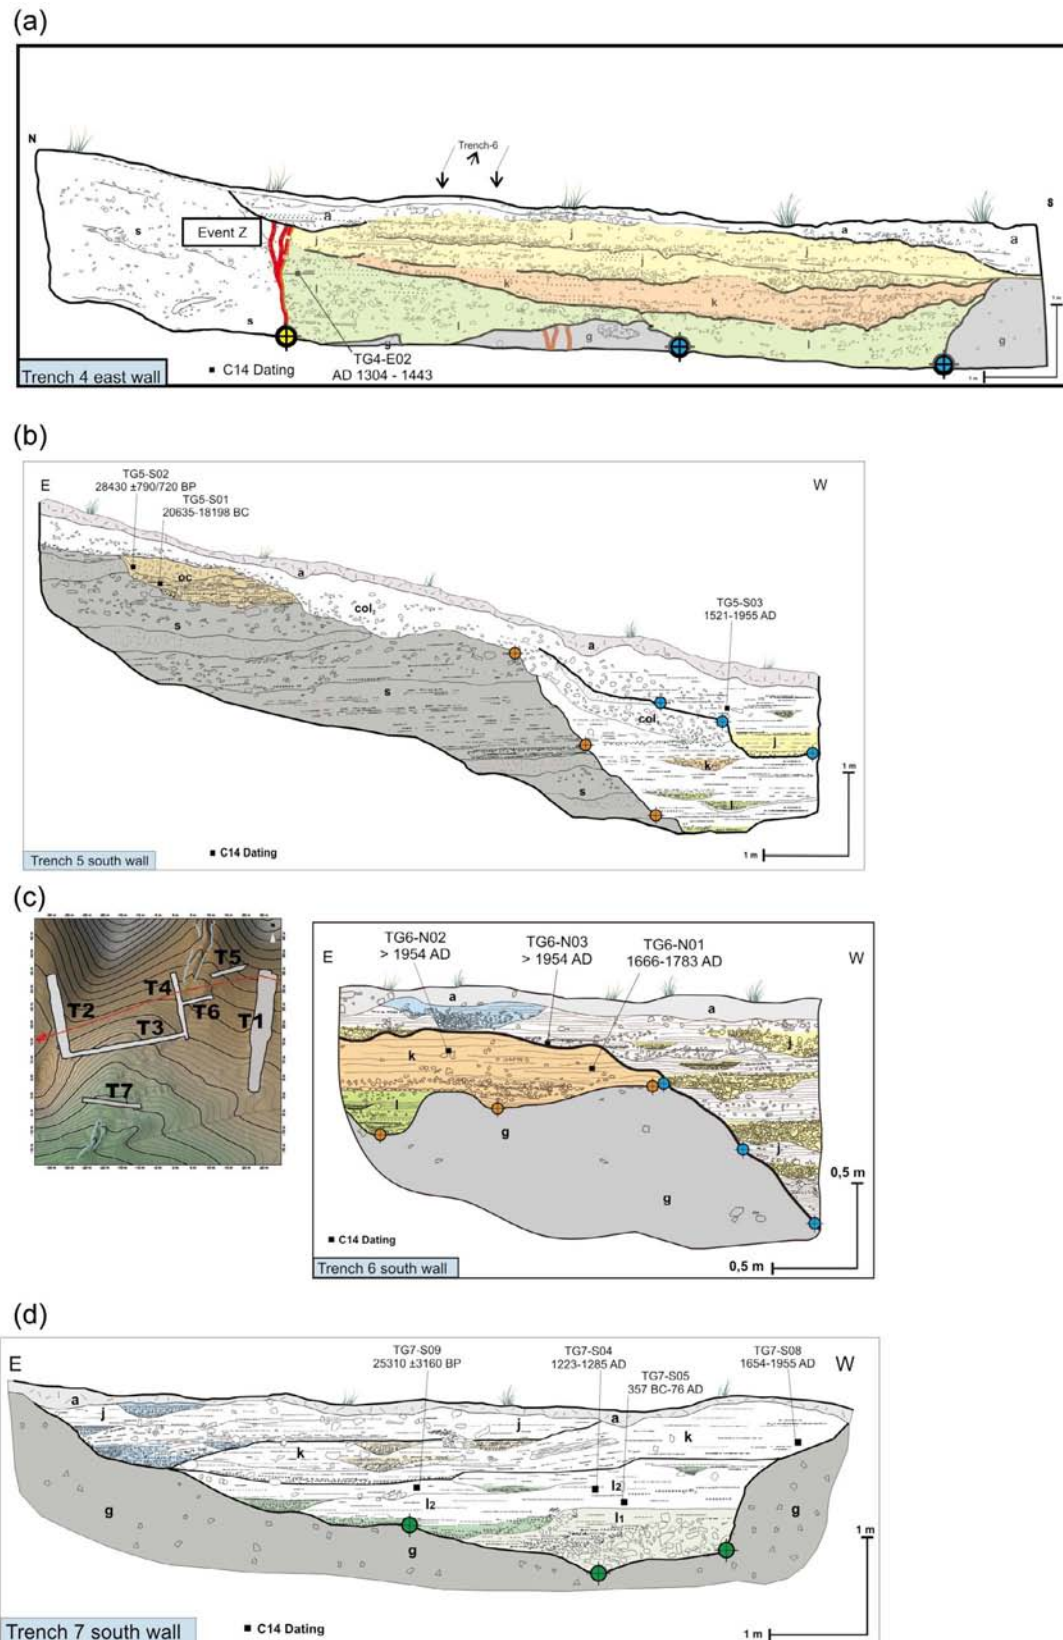 (a)
N
Trench-6
S
Event Z
s
a
a
a
j
j
j
k
k
s
l
l
g
g
g
TG4-E02
AD 1304 - 1443
C14 Dating
1 m
1 m
Trench 4 east wall
(b)
TG5-S02
28430 ±790/720 BP
TG5-S01
20635-18198 BC
E
W
oc
a
s
TG5-S03
1521-1955 AD
a
s
j
k
l
s
1 m
C14 Dating
1 m
Trench 5 south wall
(c)
T5
T4
T2
T6
T1
T3
T7
TG6-N02
> 1954 AD
TG6-N03
> 1954 AD
TG6-N01
1666-1783 AD
E
W
a
a
k
j
l
g
j
g
0,5 m
C14 Dating
0,5 m
Trench 6 south wall
(d)
E
TG7-S09
25310 ±3160 BP
TG7-S04
1223-1285 AD
TG7-S05
357 BC-76 AD
TG7-S08
1654-1955 AD
W
a
j
j
a
k
k
l2
l2
l1
g
g
g
1 m
C14 Dating
1 m
Trench 7 south wall